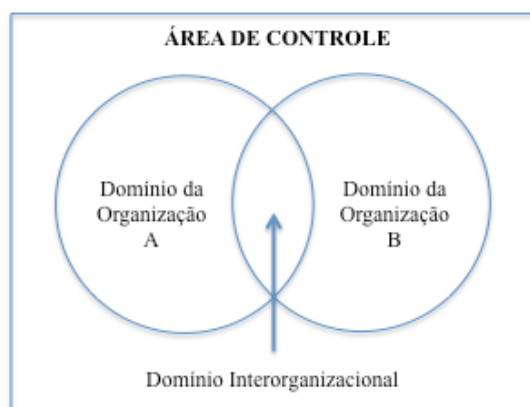 ÁREA DE CONTROLE
Domínio da
Organização
A
Domínio da
Organização
B
Domínio Interorganizacional